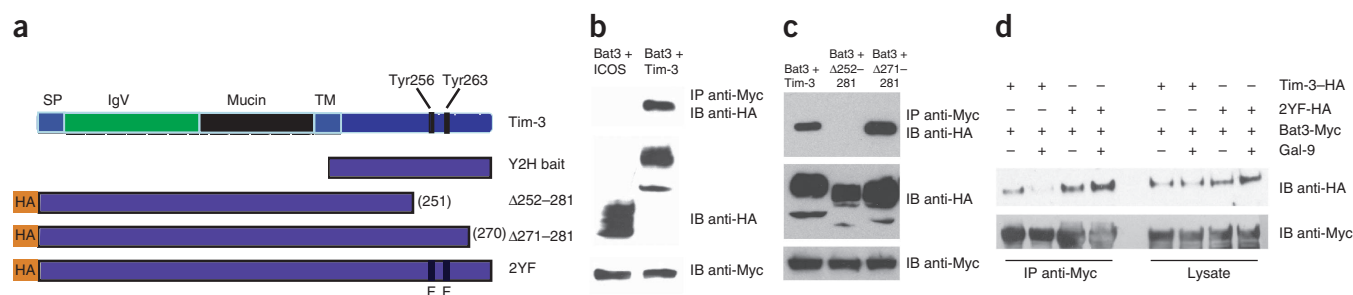 a
Tyr256 Tyr263
SP IgV Mucin TM
Tim-3
Y2H bait
HA (251) Δ252–281
HA (270) Δ271–281
HA 2YF
F F
b
Bat3 +
ICOS
Bat3 +
Tim-3
IP anti-Myc
IB anti-HA
IB anti-HA
IB anti-Myc
c
Bat3 +
Tim-3
Bat3 +
Δ252–
281
Bat3 +
Δ271–
281
IP anti-Myc
IB anti-HA
IB anti-HA
IB anti-Myc
d
+ + – – + + – – Tim-3–HA
– – + + – – + + 2YF-HA
+ + + + + + + + Bat3-Myc
– + – + – + – + Gal-9
IB anti-HA
IB anti-Myc
IP anti-Myc Lysate